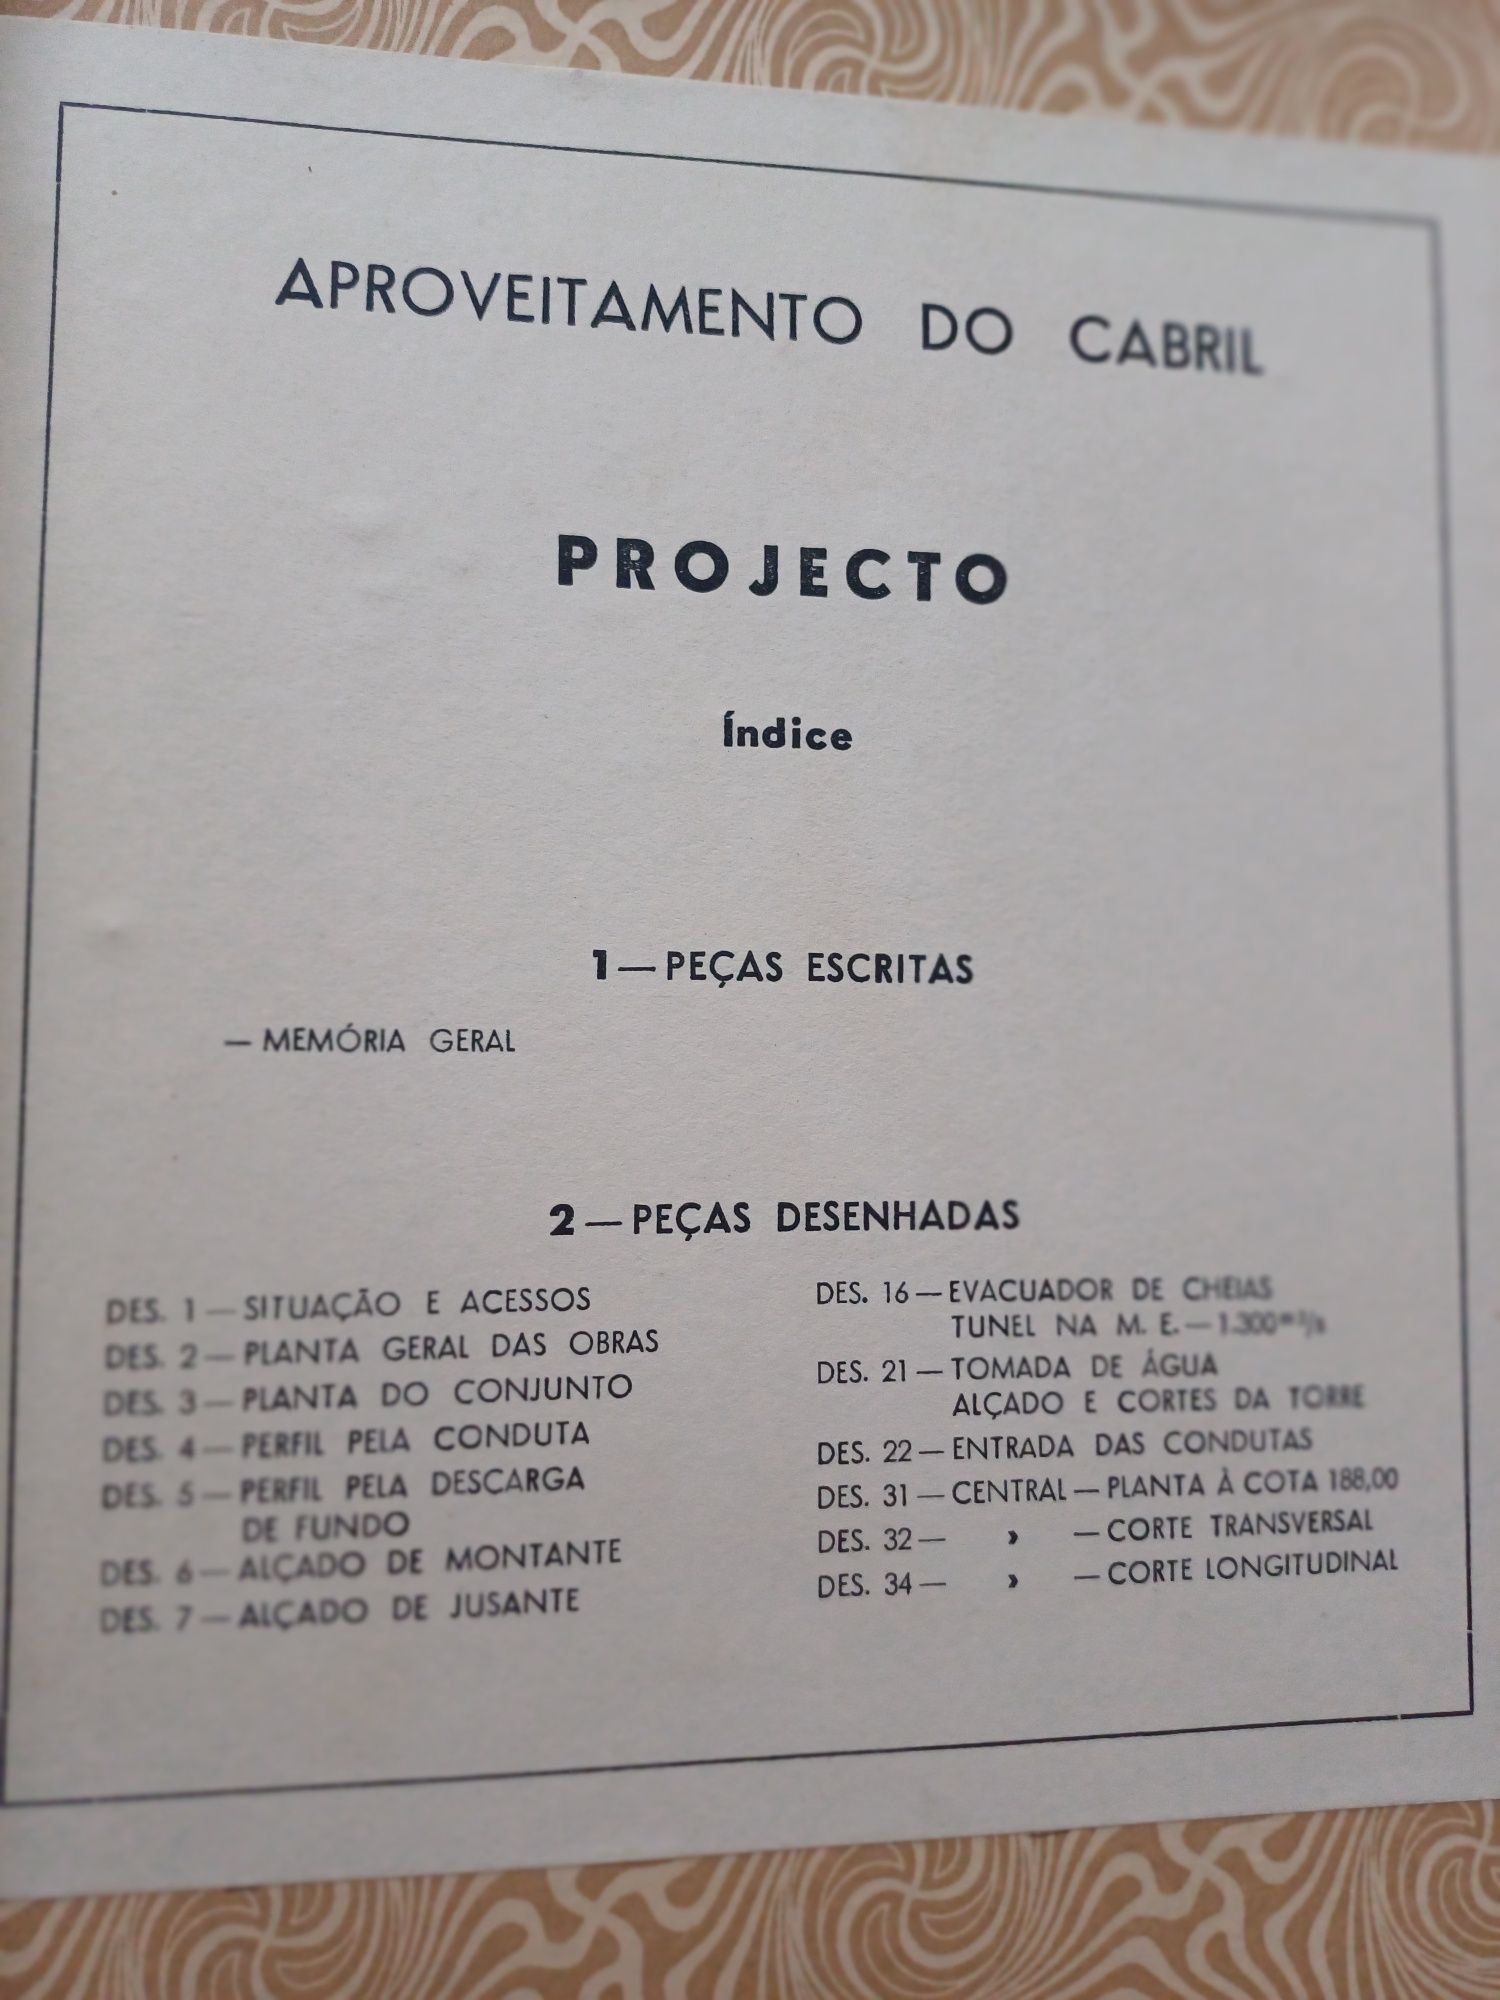 APROVEITAMENTO DO CABRIL
PROJECTO
Índice
1 — PEÇAS ESCRITAS
— MEMÓRIA GERAL
2 — PEÇAS DESENHADAS
DES. 1 — SITUAÇÃO E ACESSOS
DES. 2 — PLANTA GERAL DAS OBRAS
DES. 3 — PLANTA DO CONJUNTO
DES. 4 — PERFIL PELA CONDUTA
DES. 5 — PERFIL PELA DESCARGA
DE FUNDO
DES. 6 — ALÇADO DE MONTANTE
DES. 7 — ALÇADO DE JUSANTE
DES. 16 — EVACUADOR DE CHEIAS
TUNEL NA M. E. — 1.300 m³/s
DES. 21 — TOMADA DE ÁGUA
ALÇADO E CORTES DA TORRE
DES. 22 — ENTRADA DAS CONDUTAS
DES. 31 — CENTRAL — PLANTA À COTA 188,00
DES. 32 — › — CORTE TRANSVERSAL
DES. 34 — › — CORTE LONGITUDINAL